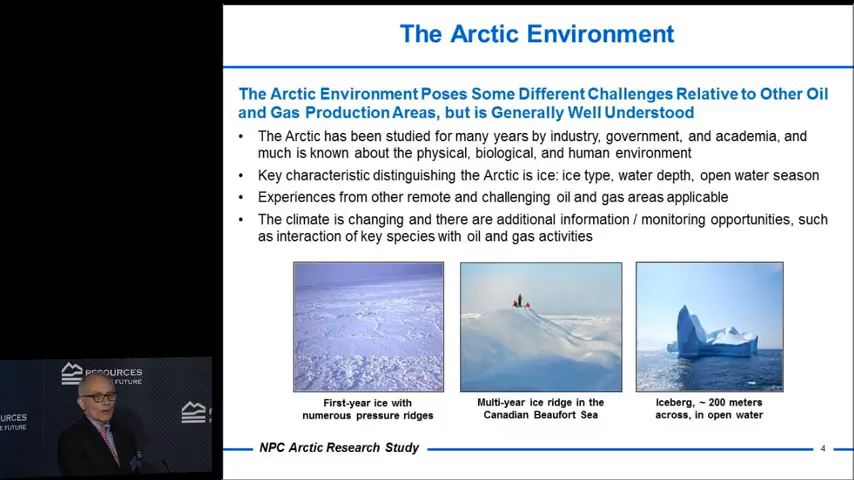 The Arctic Environment
The Arctic Environment Poses Some Different Challenges Relative to Other Oil
and Gas Production Areas, but is Generally Well Understood
• The Arctic has been studied for many years by industry, government, and academia, and
much is known about the physical, biological, and human environment
• Key characteristic distinguishing the Arctic is ice: ice type, water depth, open water season
• Experiences from other remote and challenging oil and gas areas applicable
• The climate is changing and there are additional information / monitoring opportunities, such
as interaction of key species with oil and gas activities
First-year ice with
numerous pressure ridges
Multi-year ice ridge in the
Canadian Beaufort Sea
Iceberg, ~ 200 meters
across, in open water
NPC Arctic Research Study
4
RESOURCES
FUTURE
OURCES
E FUTURE